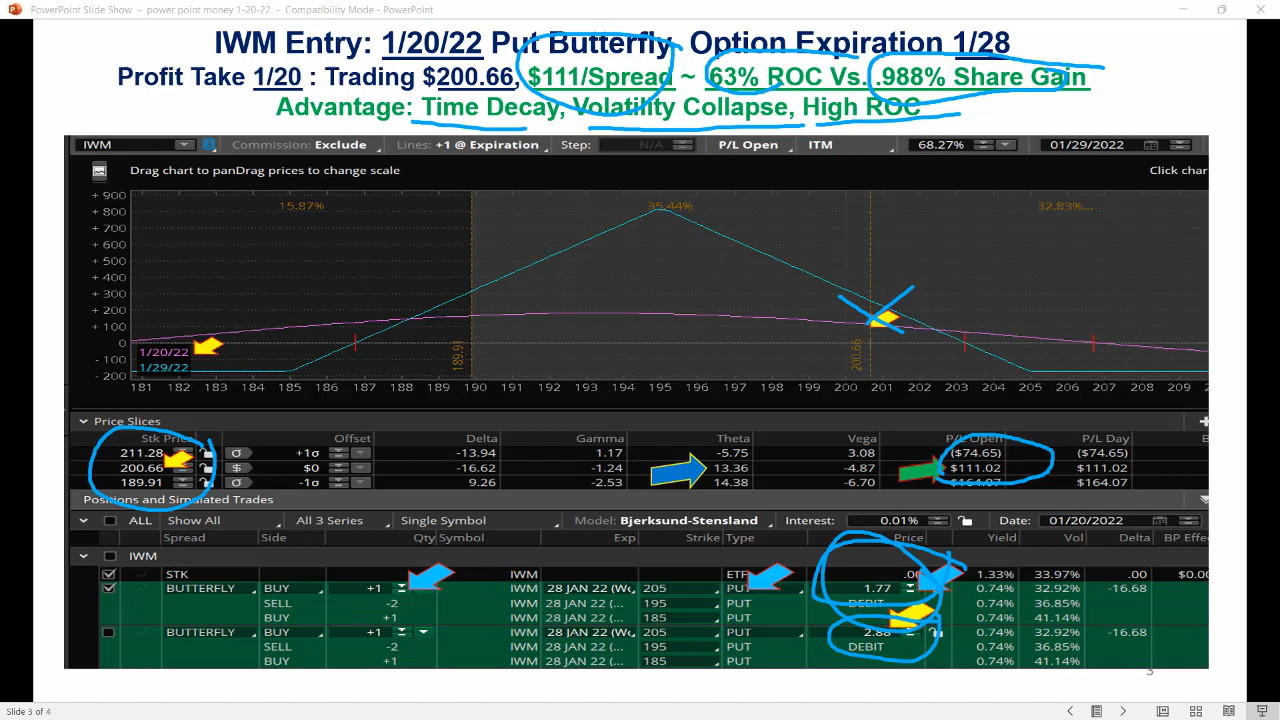 PowerPoint Slide Show - power point money 1-20-22 - Compatibility Mode - PowerPoint
IWM Entry: 1/20/22 Put Butterfly, Option Expiration 1/28
Profit Take 1/20 : Trading $200.66, $111/Spread ~ 63% ROC Vs. .988% Share Gain
Advantage: Time Decay, Volatility Collapse, High ROC
IWM Commission: Exclude Lines: +1 @ Expiration Step: N/A P/L Open ITM 68.27% 01/29/2022
Drag chart to panDrag prices to change scale Click char
+ 900
15.87% 35.44% 32.83%...
+ 800
+ 700
+ 600
+ 500
+ 400
+ 300
+ 200
+ 100
0
- 100
- 200
189.91
200.66
1/20/22
1/29/22
181 182 183 184 185 186 187 188 189 190 191 192 193 194 195 196 197 198 199 200 201 202 203 204 205 206 207 208 209
Price Slices
Stk Price Offset Delta Gamma Theta Vega P/L Open P/L Day
211.28 σ +1σ -13.94 1.17 -5.75 3.08 ($74.65) ($74.65)
200.66 $ $0 -16.62 -1.24 13.36 -4.87 $111.02 $111.02
189.91 σ -1σ 9.26 -2.53 14.38 -6.70 $164.07 $164.07
Positions and Simulated Trades
ALL Show All All 3 Series Single Symbol Model: Bjerksund-Stensland Interest: 0.01% Date: 01/20/2022
Spread Side Qty Symbol Exp Strike Type Price Yield Vol Delta BP Effe
IWM
STK IWM ETF .00 1.33% 33.97% .00 $0.00
BUTTERFLY BUY +1 IWM 28 JAN 22 (We 205 PUT 1.77 0.74% 32.92% -16.68
SELL -2 IWM 28 JAN 22 (... 195 PUT DEBIT 0.74% 36.85%
BUY +1 IWM 28 JAN 22 (... 185 PUT 0.74% 41.14%
BUTTERFLY BUY +1 IWM 28 JAN 22 (We 205 PUT 2.88 0.74% 32.92% -16.68
SELL -2 IWM 28 JAN 22 (... 195 PUT DEBIT 0.74% 36.85%
BUY +1 IWM 28 JAN 22 (... 185 PUT 0.74% 41.14%
3
Slide 3 of 4